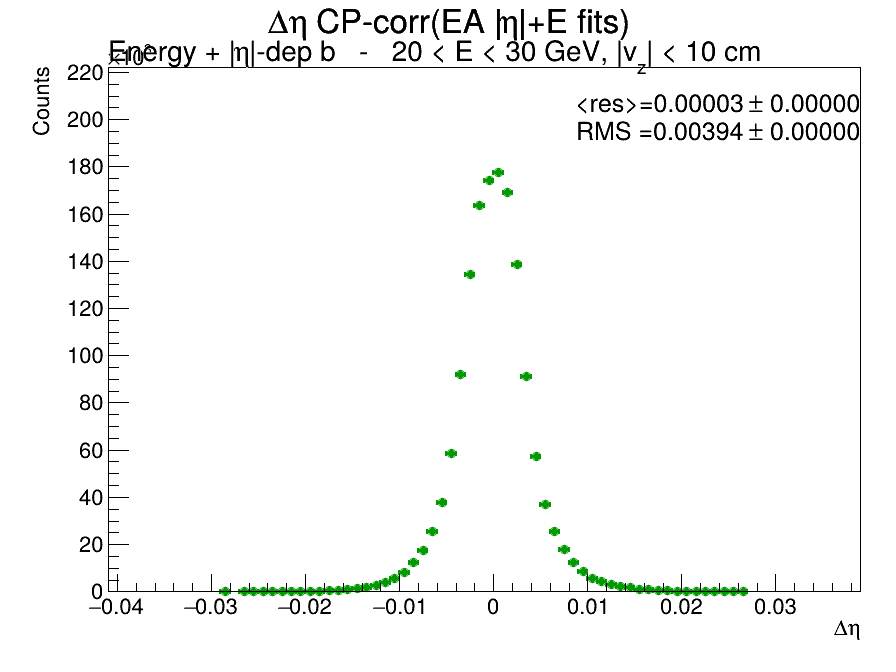 Δη CP-corr(EA |η|+E fits)
Energy + |η|-dep b - 20 < E < 30 GeV, |v_z| < 10 cm
Counts
220
200
180
160
140
120
100
80
60
40
20
0
<res>=0.00003 ± 0.00000
RMS =0.00394 ± 0.00000
−0.04 −0.03 −0.02 −0.01 0 0.01 0.02 0.03
Δη